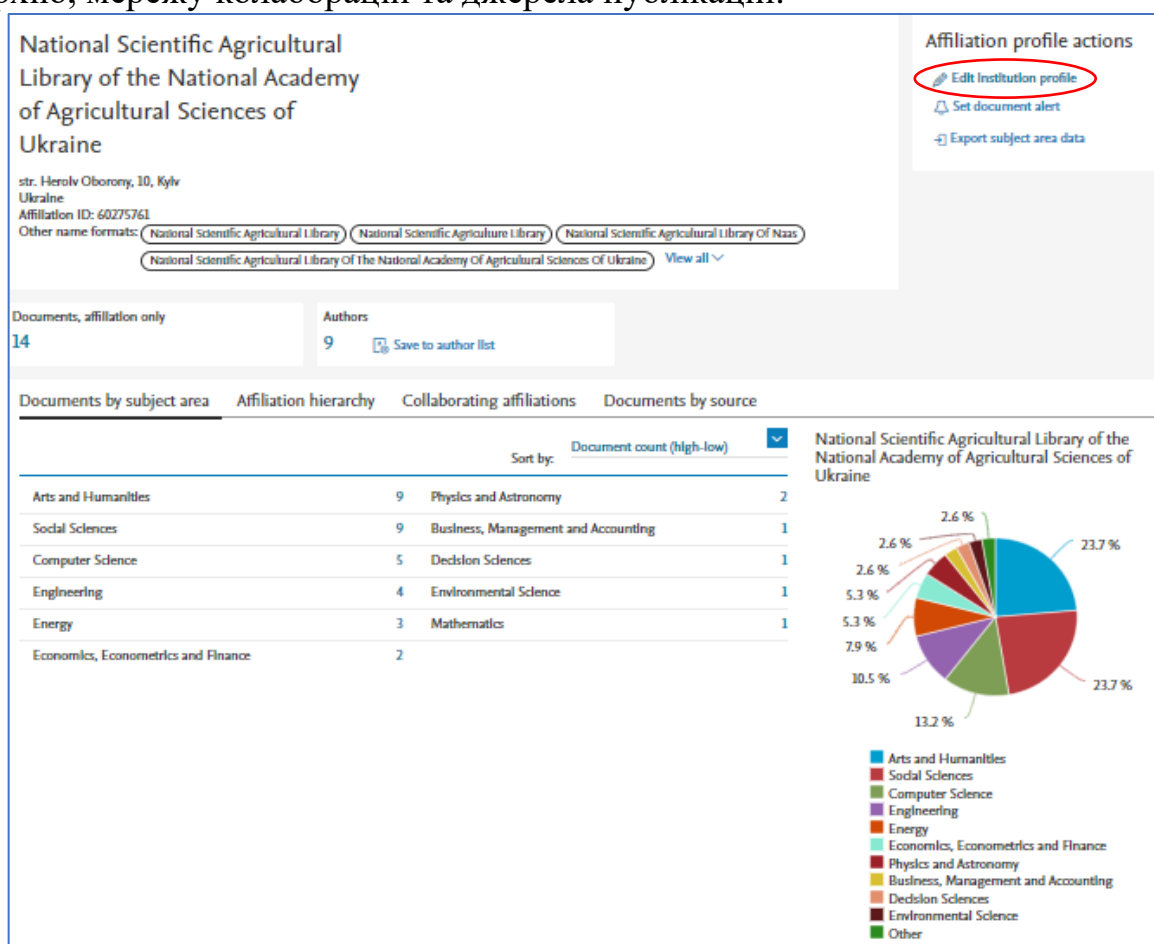 мережу колаборацій та джерела публікацій.
National Scientific Agricultural
Library of the National Academy
of Agricultural Sciences of
Ukraine
str. Heroiv Oborony, 10, Kyiv
Ukraine
Affiliation ID: 60275761
Other name formats: National Scientific Agricultural Library National Scientific Agriculture Library National Scientific Agricultural Library Of Naas
National Scientific Agricultural Library Of The National Academy Of Agricultural Sciences Of Ukraine View all
Affiliation profile actions
Edit institution profile
Set document alert
Export subject area data
Documents, affiliation only
14
Authors
9 Save to author list
Documents by subject area Affiliation hierarchy Collaborating affiliations Documents by source
Sort by: Document count (high-low)
Arts and Humanities 9 Physics and Astronomy 2
Social Sciences 9 Business, Management and Accounting 1
Computer Science 5 Decision Sciences 1
Engineering 4 Environmental Science 1
Energy 3 Mathematics 1
Economics, Econometrics and Finance 2
National Scientific Agricultural Library of the
National Academy of Agricultural Sciences of
Ukraine
2.6 %
2.6 %
23.7 %
2.6 %
5.3 %
5.3 %
7.9 %
10.5 %
23.7 %
13.2 %
Arts and Humanities
Social Sciences
Computer Science
Engineering
Energy
Economics, Econometrics and Finance
Physics and Astronomy
Business, Management and Accounting
Decision Sciences
Environmental Science
Other